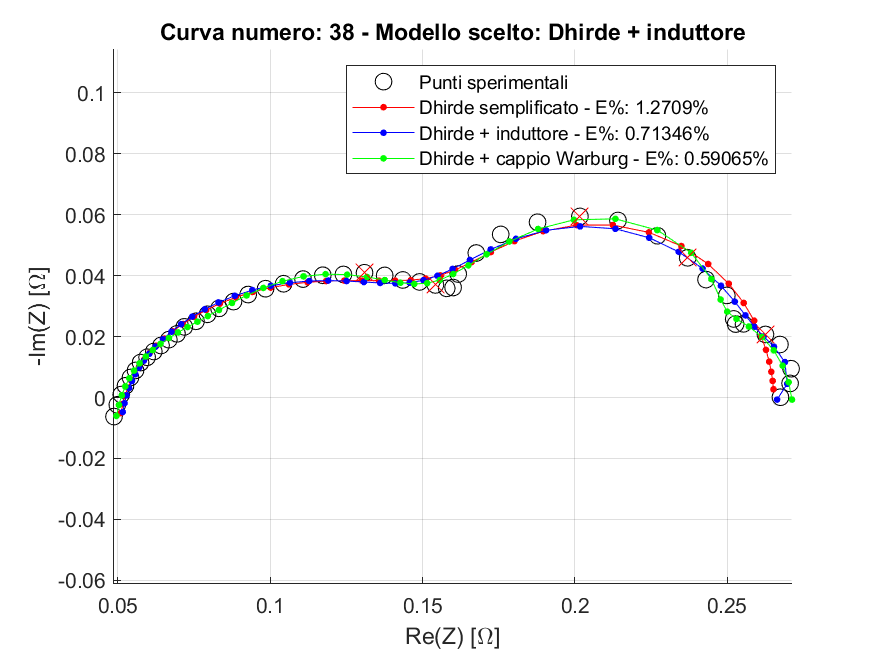 Curva numero: 38 - Modello scelto: Dhirde + induttore
Punti sperimentali
Dhirde semplificato - E%: 1.2709%
Dhirde + induttore - E%: 0.71346%
Dhirde + cappio Warburg - E%: 0.59065%
-Im(Z) [Ω]
0.1
0.08
0.06
0.04
0.02
0
-0.02
-0.04
-0.06
0.05
0.1
0.15
0.2
0.25
Re(Z) [Ω]